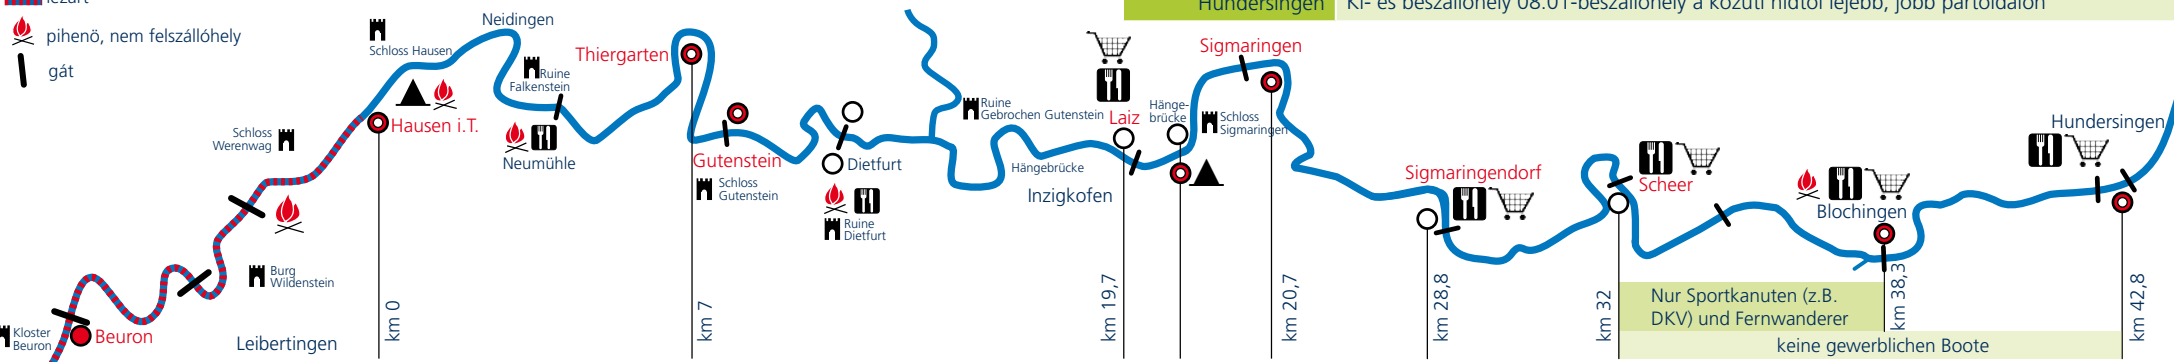 lezárt
pihenö, nem felszállóhely
gát
Hundersingen
Ki- és beszállóhely 08.01-beszállóhely a közúti hídtól lejebb, jobb partoldalon
Neidingen
Schloss Hausen
Ruine
Falkenstein
Thiergarten
Hausen i.T.
Schloss
Werenwag
Neumühle
Burg
Wildenstein
Kloster
Beuron
Beuron
Leibertingen
km 0
km 7
Gutenstein
Schloss
Gutenstein
Dietfurt
Ruine
Dietfurt
Ruine
Gebrochen Gutenstein
Hängebrücke
Inzigkofen
Laiz
Hänge-
brücke
Sigmaringen
Schloss
Sigmaringen
km 19,7
km 20,7
Sigmaringendorf
km 28,8
Scheer
km 32
Blochingen
km 38,3
Hundersingen
km 42,8
Nur Sportkanuten (z.B.
DKV) und Fernwanderer
keine gewerblichen Boote